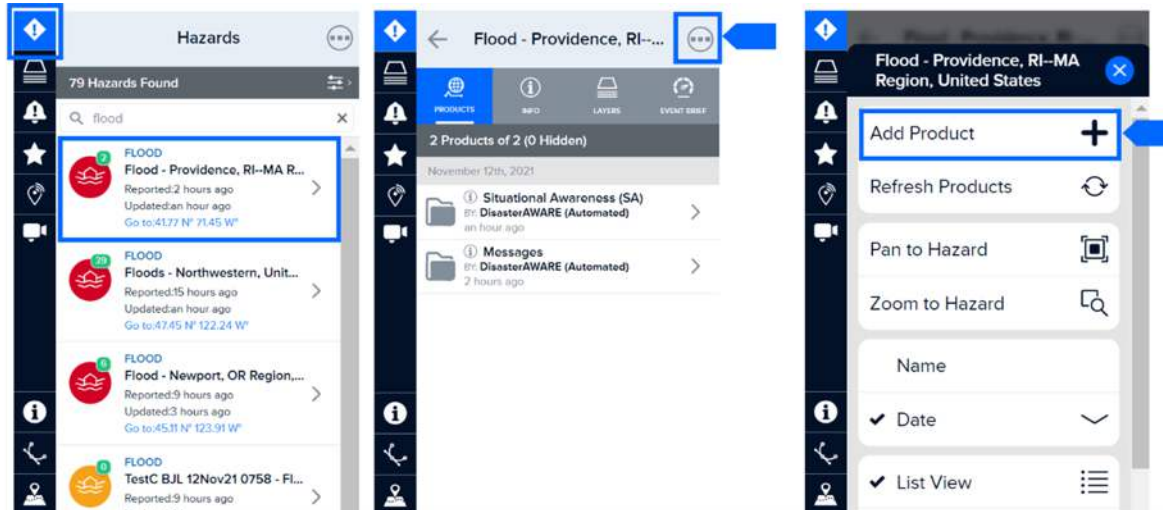 Hazards
79 Hazards Found
flood
2
FLOOD
Flood - Providence, RI--MA R...
Reported:2 hours ago
Updated:an hour ago
Go to:41.77 N° 71.45 W°
29
FLOOD
Floods - Northwestern, Unit...
Reported:15 hours ago
Updated:an hour ago
Go to:47.45 N° 122.24 W°
6
FLOOD
Flood - Newport, OR Region,...
Reported:9 hours ago
Updated:3 hours ago
Go to:45.11 N° 123.91 W°
0
FLOOD
TestC BJL 12Nov21 0758 - Fl...
Reported:9 hours ago
Flood - Providence, RI--...
PRODUCTS
INFO
LAYERS
EVENT BRIEF
2 Products of 2 (0 Hidden)
November 12th, 2021
Situational Awareness (SA)
BY: DisasterAWARE (Automated)
an hour ago
Messages
BY: DisasterAWARE (Automated)
2 hours ago
Flood - Providence, RI--MA
Region, United States
Add Product
Refresh Products
Pan to Hazard
Zoom to Hazard
Name
Date
List View